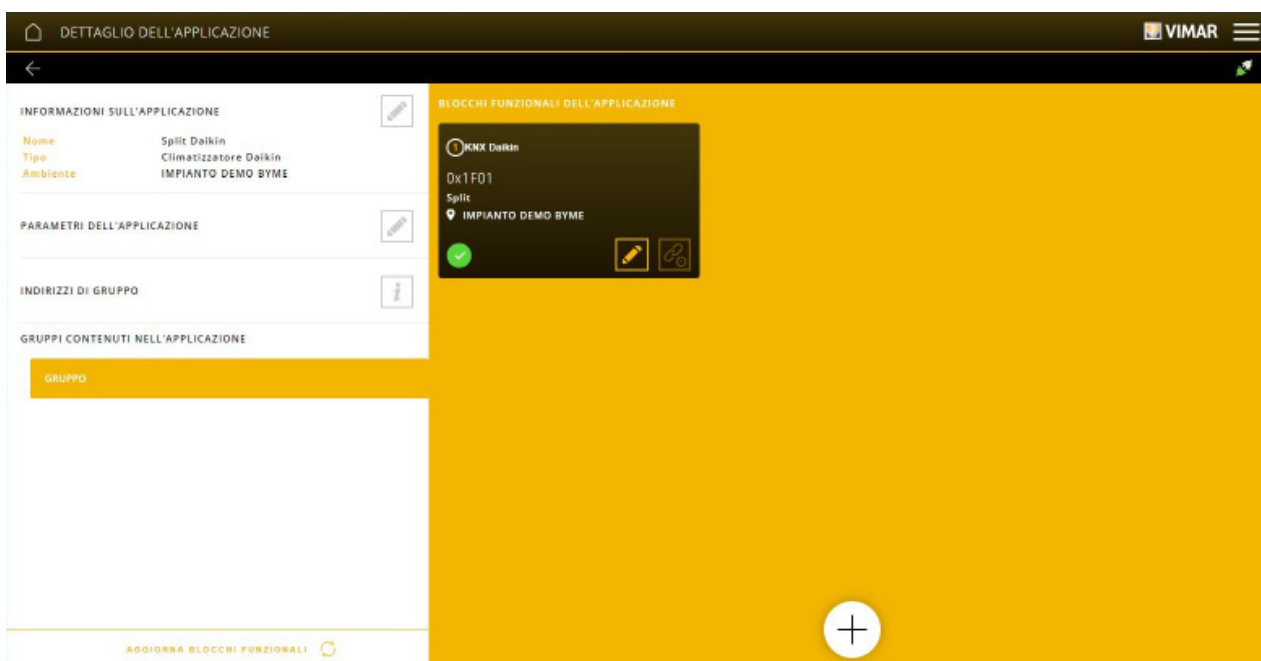 DETTAGLIO DELL'APPLICAZIONE
VIMAR
INFORMAZIONI SULL'APPLICAZIONE
Nome Split Daikin
Tipo Climatizzatore Daikin
Ambiente IMPIANTO DEMO BYME
PARAMETRI DELL'APPLICAZIONE
INDIRIZZI DI GRUPPO
i
GRUPPI CONTENUTI NELL'APPLICAZIONE
GRUPPO
AGGIORNA BLOCCHI FUNZIONALI
BLOCCHI FUNZIONALI DELL'APPLICAZIONE
1 KNX Daikin
0x1F01
Split
IMPIANTO DEMO BYME